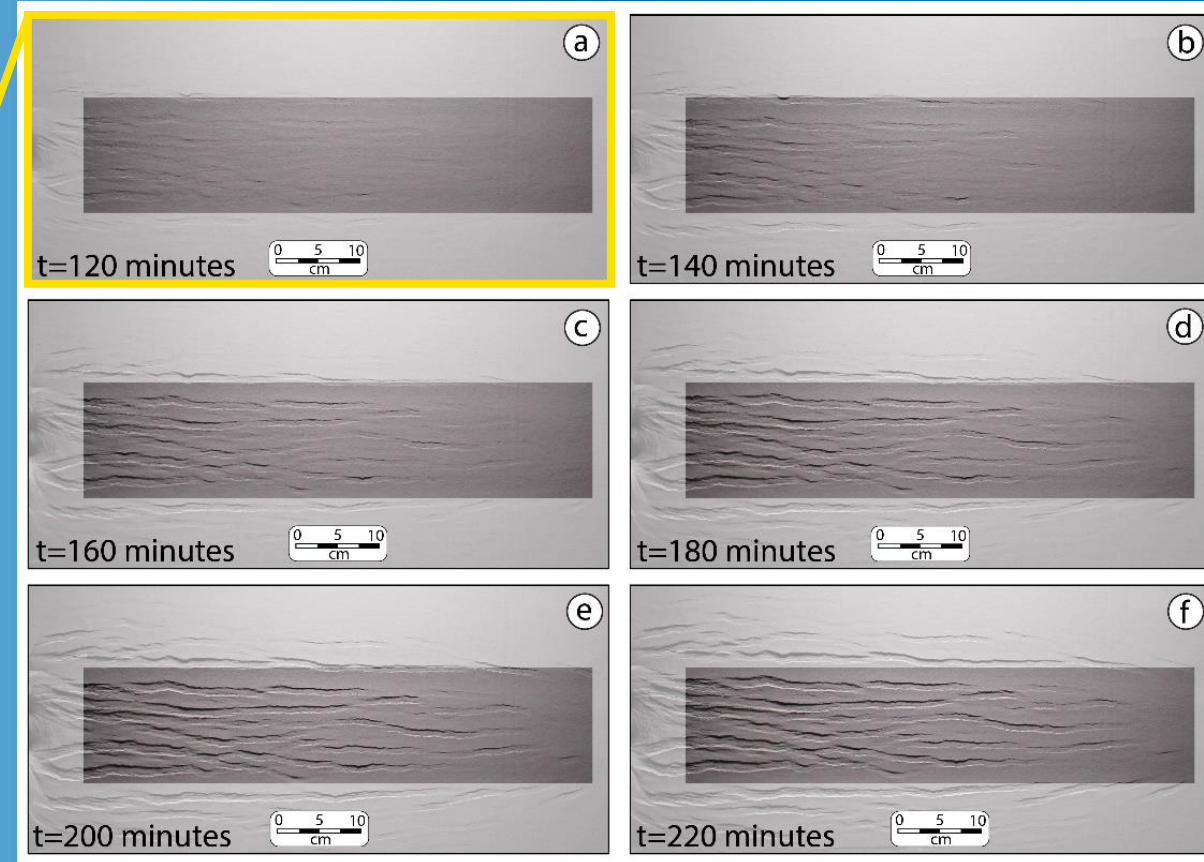 a
t=120 minutes
0 5 10
cm
b
t=140 minutes
0 5 10
cm
c
t=160 minutes
0 5 10
cm
d
t=180 minutes
0 5 10
cm
e
t=200 minutes
0 5 10
cm
f
t=220 minutes
0 5 10
cm